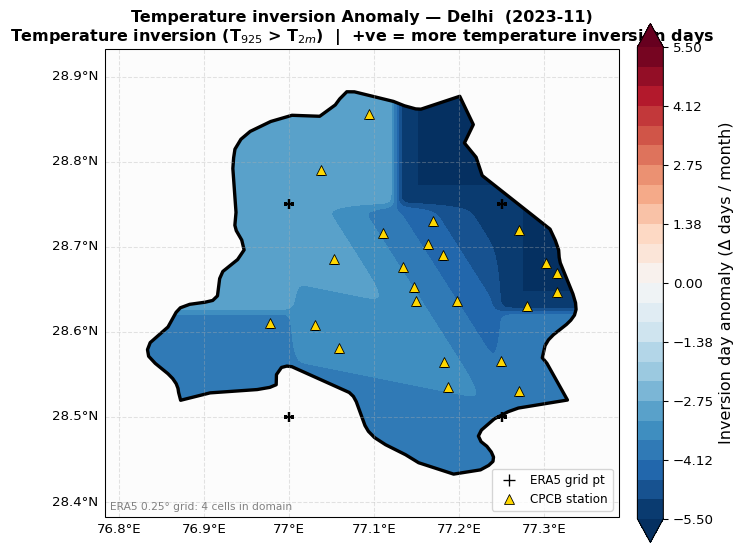 Temperature inversion Anomaly — Delhi (2023-11)
Temperature inversion (T₉₂₅ > T₂ₘ) | +ve = more temperature inversion days
28.9°N
28.8°N
28.7°N
28.6°N
28.5°N
28.4°N
76.8°E
76.9°E
77°E
77.1°E
77.2°E
77.3°E
ERA5 0.25° grid: 4 cells in domain
ERA5 grid pt
CPCB station
5.50
4.12
2.75
1.38
0.00
−1.38
−2.75
−4.12
−5.50
Inversion day anomaly (Δ days / month)